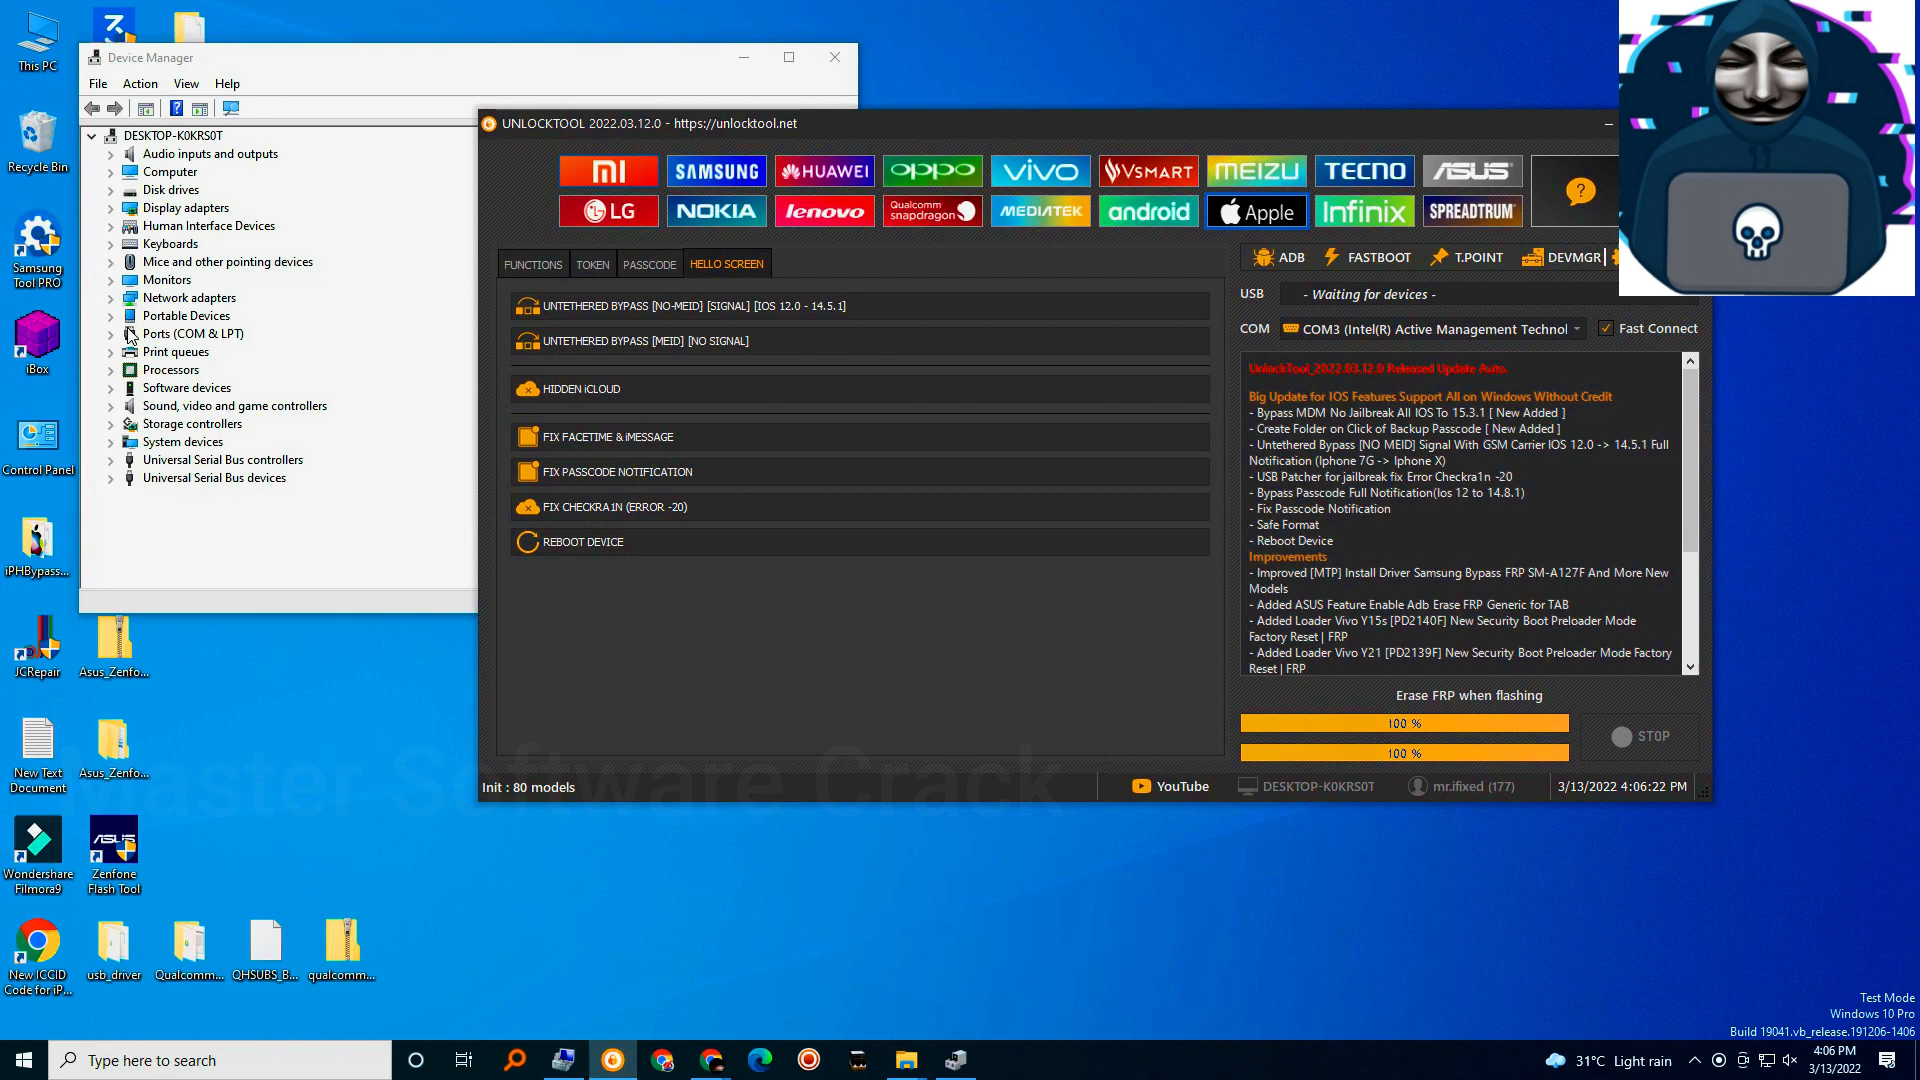 This PC
Recycle Bin
Samsung
Tool PRO
iBox
Control Panel
iPHBypass...
JCRepair
Asus_Zenfo...
New Text
Document
Asus_Zenfo...
Wondershare
Filmora9
Zenfone
Flash Tool
New ICCID
Code for iP...
usb_driver
Qualcomm...
QHSUBS_B...
qualcomm...
Device Manager
File Action View Help
DESKTOP-K0KRS0T
Audio inputs and outputs
Computer
Disk drives
Display adapters
Human Interface Devices
Keyboards
Mice and other pointing devices
Monitors
Network adapters
Portable Devices
Ports (COM & LPT)
Print queues
Processors
Software devices
Sound, video and game controllers
Storage controllers
System devices
Universal Serial Bus controllers
Universal Serial Bus devices
UNLOCKTOOL 2022.03.12.0 - https://unlocktool.net
MI SAMSUNG HUAWEI oppo vivo VSMART MEIZU TECNO ASUS
LG NOKIA lenovo Qualcomm snapdragon MEDIATEK android Apple Infinix SPREADTRUM
?
FUNCTIONS TOKEN PASSCODE HELLO SCREEN
UNTETHERED BYPASS [NO-MEID] [SIGNAL] [IOS 12.0 - 14.5.1]
UNTETHERED BYPASS [MEID] [NO SIGNAL]
HIDDEN iCLOUD
FIX FACETIME & iMESSAGE
FIX PASSCODE NOTIFICATION
FIX CHECKRA1N (ERROR -20)
REBOOT DEVICE
ADB FASTBOOT T.POINT DEVMGR
USB - Waiting for devices -
COM COM3 (Intel(R) Active Management Technol Fast Connect
UnlockTool_2022.03.12.0 Released Update Auto.
Big Update for IOS Features Support All on Windows Without Credit
- Bypass MDM No Jailbreak All IOS To 15.3.1 [ New Added ]
- Create Folder on Click of Backup Passcode [ New Added ]
- Untethered Bypass [NO MEID] Signal With GSM Carrier IOS 12.0 -> 14.5.1 Full
Notification (Iphone 7G -> Iphone X)
- USB Patcher for jailbreak fix Error Checkra1n -20
- Bypass Passcode Full Notification(Ios 12 to 14.8.1)
- Fix Passcode Notification
- Safe Format
- Reboot Device
Improvements
- Improved [MTP] Install Driver Samsung Bypass FRP SM-A127F And More New
Models
- Added ASUS Feature Enable Adb Erase FRP Generic for TAB
- Added Loader Vivo Y15s [PD2140F] New Security Boot Preloader Mode
Factory Reset | FRP
- Added Loader Vivo Y21 [PD2139F] New Security Boot Preloader Mode Factory
Reset | FRP
Erase FRP when flashing
100 %
100 %
STOP
Master Software Crack
Init : 80 models
YouTube DESKTOP-K0KRS0T mr.ifixed (177) 3/13/2022 4:06:22 PM
ASUS
Test Mode
Windows 10 Pro
Build 19041.vb_release.191206-1406
Type here to search
31°C Light rain
4:06 PM
3/13/2022